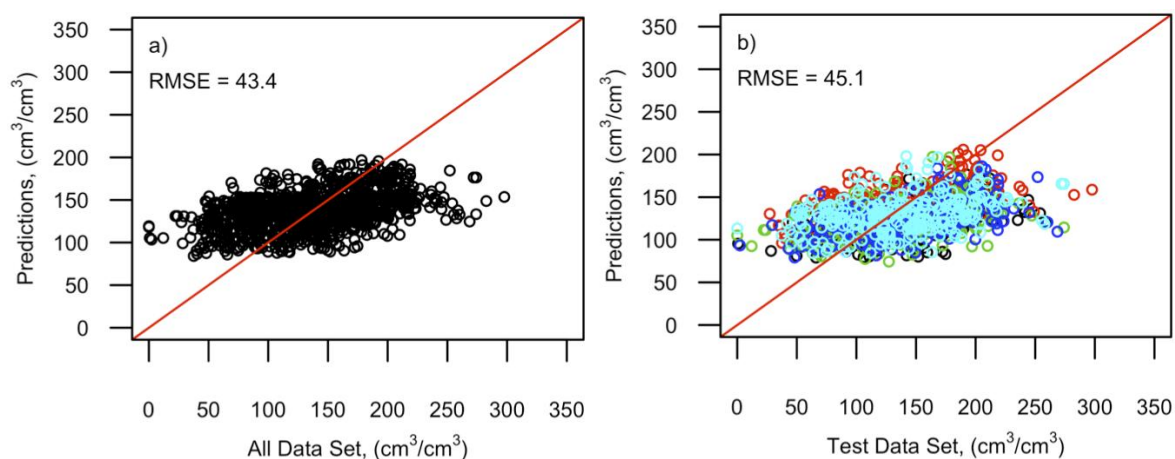 a)
RMSE = 43.4
350
300
250
200
150
100
50
0
Predictions, (cm³/cm³)
0 50 100 150 200 250 300 350
All Data Set, (cm³/cm³)
b)
RMSE = 45.1
350
300
250
200
150
100
50
0
Predictions, (cm³/cm³)
0 50 100 150 200 250 300 350
Test Data Set, (cm³/cm³)